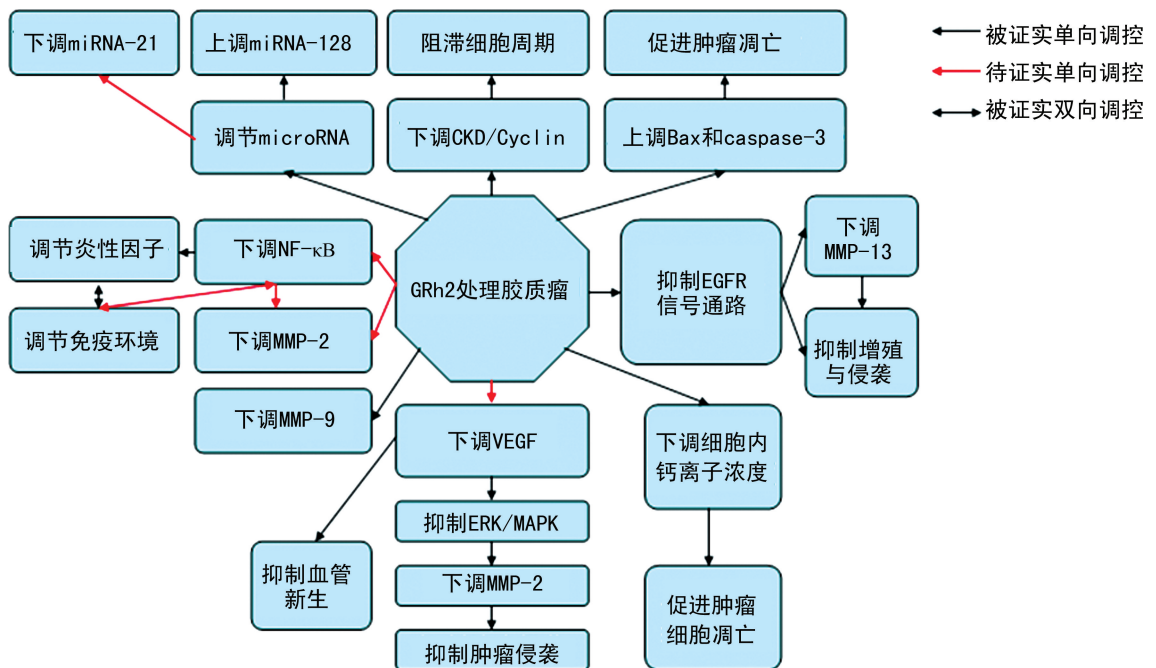 下调miRNA-21
上调miRNA-128
阻滞细胞周期
促进肿瘤凋亡
被证实单向调控
待证实单向调控
被证实双向调控
调节microRNA
下调CKD/Cyclin
上调Bax和caspase-3
调节炎性因子
下调NF-κB
GRh2处理胶质瘤
抑制EGFR
信号通路
下调
MMP-13
调节免疫环境
下调MMP-2
抑制增殖
与侵袭
下调MMP-9
下调VEGF
下调细胞内
钙离子浓度
抑制ERK/MAPK
抑制血管
新生
下调MMP-2
促进肿瘤
细胞凋亡
抑制肿瘤侵袭